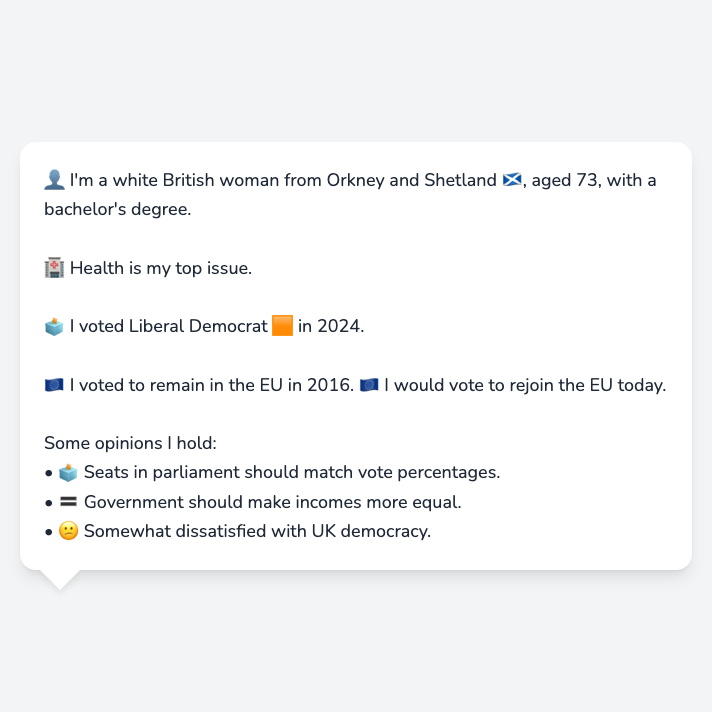 👤 I'm a white British woman from Orkney and Shetland 🏴󠁧󠁢󠁳󠁣󠁴󠁿, aged 73, with a
bachelor's degree.
🏥 Health is my top issue.
🗳️ I voted Liberal Democrat 🟧 in 2024.
🇪🇺 I voted to remain in the EU in 2016. 🇪🇺 I would vote to rejoin the EU today.
Some opinions I hold:
• 🗳️ Seats in parliament should match vote percentages.
• 🟰 Government should make incomes more equal.
• 😕 Somewhat dissatisfied with UK democracy.